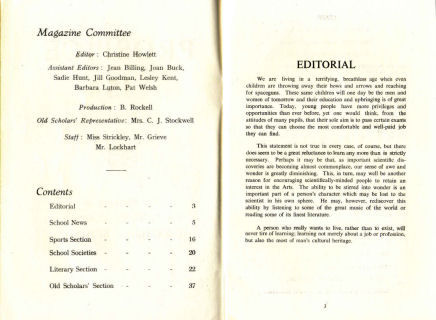 Magazine Committee
Editor : Christine Howlett
Assistant Editors : Jean Billing, Joan Buck,
Sadie Hunt, Jill Goodman, Lesley Kent,
Barbara Luton, Pat Welsh
Production : B. Rockell
Old Scholars' Representative : Mrs. C. J. Stockwell
Staff : Miss Strickley, Mr. Grieve
Mr. Lockhart
Contents
Editorial - - - - 3
School News - - - - 5
Sports Section - - - - 16
School Societies - - - - 20
Literary Section - - - - 22
Old Scholars' Section - - - 37
EDITORIAL
We are living in a terrifying, breathless age when even
children are throwing away their bows and arrows and reaching
for spaceguns. These same children will one day be the men and
women of tomorrow and their education and upbringing is of great
importance. Today, young people have more privileges and
opportunities than ever before, yet one would think, from the
attitudes of many pupils, that their sole aim is to pass certain exams
so that they can choose the most comfortable and well-paid job
they can find.
This statement is not true in every case, of course, but there
does seem to be a great reluctance to learn any more than is strictly
necessary. Perhaps it may be that, as important scientific dis-
coveries are becoming almost commonplace, our sense of awe and
wonder is greatly diminishing. This, in turn, may well be another
reason for encouraging scientifically-minded people to retain an
interest in the Arts. The ability to be stirred into wonder is an
important part of a person's character which may be lost to the
scientist in his own sphere. He may, however, rediscover this
ability by listening to some of the great music of the world or
reading some of its finest literature.
A person who really wants to live, rather than to exist, will
never tire of learning; learning not merely about a job or profession,
but also the most of man's cultural heritage.
3